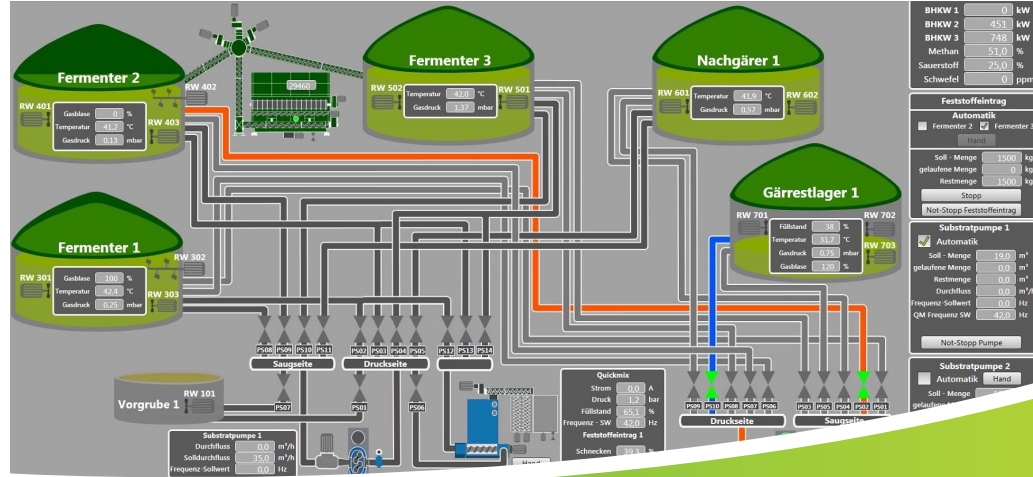 BHKW 1 0 kW
BHKW 2 451 kW
BHKW 3 748 kW
Methan 51,0 %
Sauerstoff 25,0 %
Schwefel 0 ppm
Fermenter 2
RW 401
RW 402
RW 403
Gasblase 0 %
Temperatur 41,2 °C
Gasdruck 0,13 mbar
29460
Fermenter 3
RW 502
RW 501
Temperatur 42,0 °C
Gasdruck 1,37 mbar
Nachgärer 1
RW 601
RW 602
Temperatur 41,9 °C
Gasdruck 0,57 mbar
Feststoffeintrag
Automatik
Fermenter 2 Fermenter 3
Hand
Soll - Menge 1500 kg
gelaufene Menge 0 kg
Restmenge 1500 kg
Stopp
Not-Stopp Feststoffeintrag
Gärrestlager 1
RW 701
RW 702
RW 703
Füllstand 38 %
Temperatur 31,7 °C
Gasdruck 0,75 mbar
Gasblase 120 %
Fermenter 1
RW 301
RW 302
RW 303
Gasblase 100 %
Temperatur 42,4 °C
Gasdruck 0,25 mbar
Substratpumpe 1
Automatik
Soll - Menge 19,0 m³
gelaufene Menge 0,0 m³
Restmenge 0,0 m³
Durchfluss 0,0 m³/h
Frequenz-Sollwert 0,0 Hz
QM Frequenz SW 42,0 Hz
Not-Stopp Pumpe
PS08 PS09 PS10 PS11
Saugseite
PS02 PS03 PS04 PS05
Druckseite
PS12 PS13 PS14
Vorgrube 1
RW 101
PS07
PS01
PS06
Substratpumpe 1
Durchfluss 0,0 m³/h
Solldurchfluss 35,0 m³/h
Frequenz-Sollwert 0,0 Hz
Hand
Quickmix
Strom 0,0 A
Druck 1,2 bar
Füllstand 65,1 %
Frequenz - SW 42,0 Hz
Feststoffeintrag 1
Schnecken 39,3 %
PS09 PS10 PS08 PS07 PS06
Druckseite
PS03 PS05 PS04 PS02 PS01
Saugseite
Substratpumpe 2
Automatik Hand
Soll - Menge